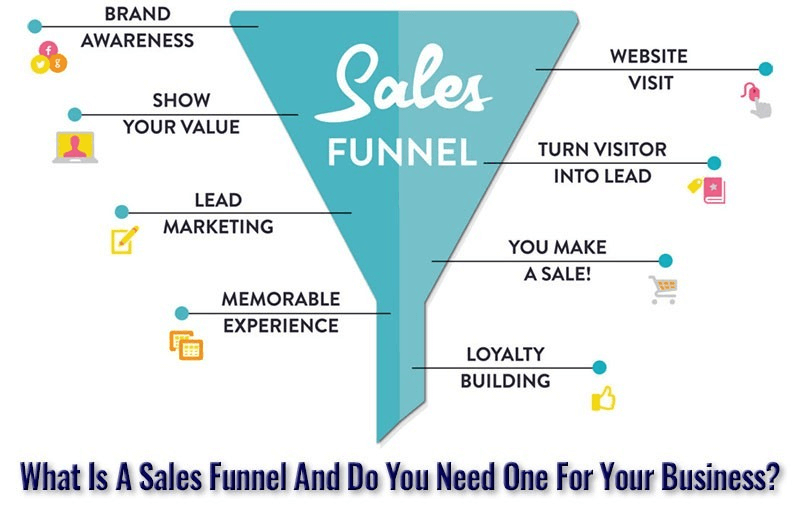 BRAND
AWARENESS
Sales
FUNNEL
WEBSITE
VISIT
SHOW
YOUR VALUE
TURN VISITOR
INTO LEAD
LEAD
MARKETING
YOU MAKE
A SALE!
MEMORABLE
EXPERIENCE
LOYALTY
BUILDING
What Is A Sales Funnel And Do You Need One For Your Business?